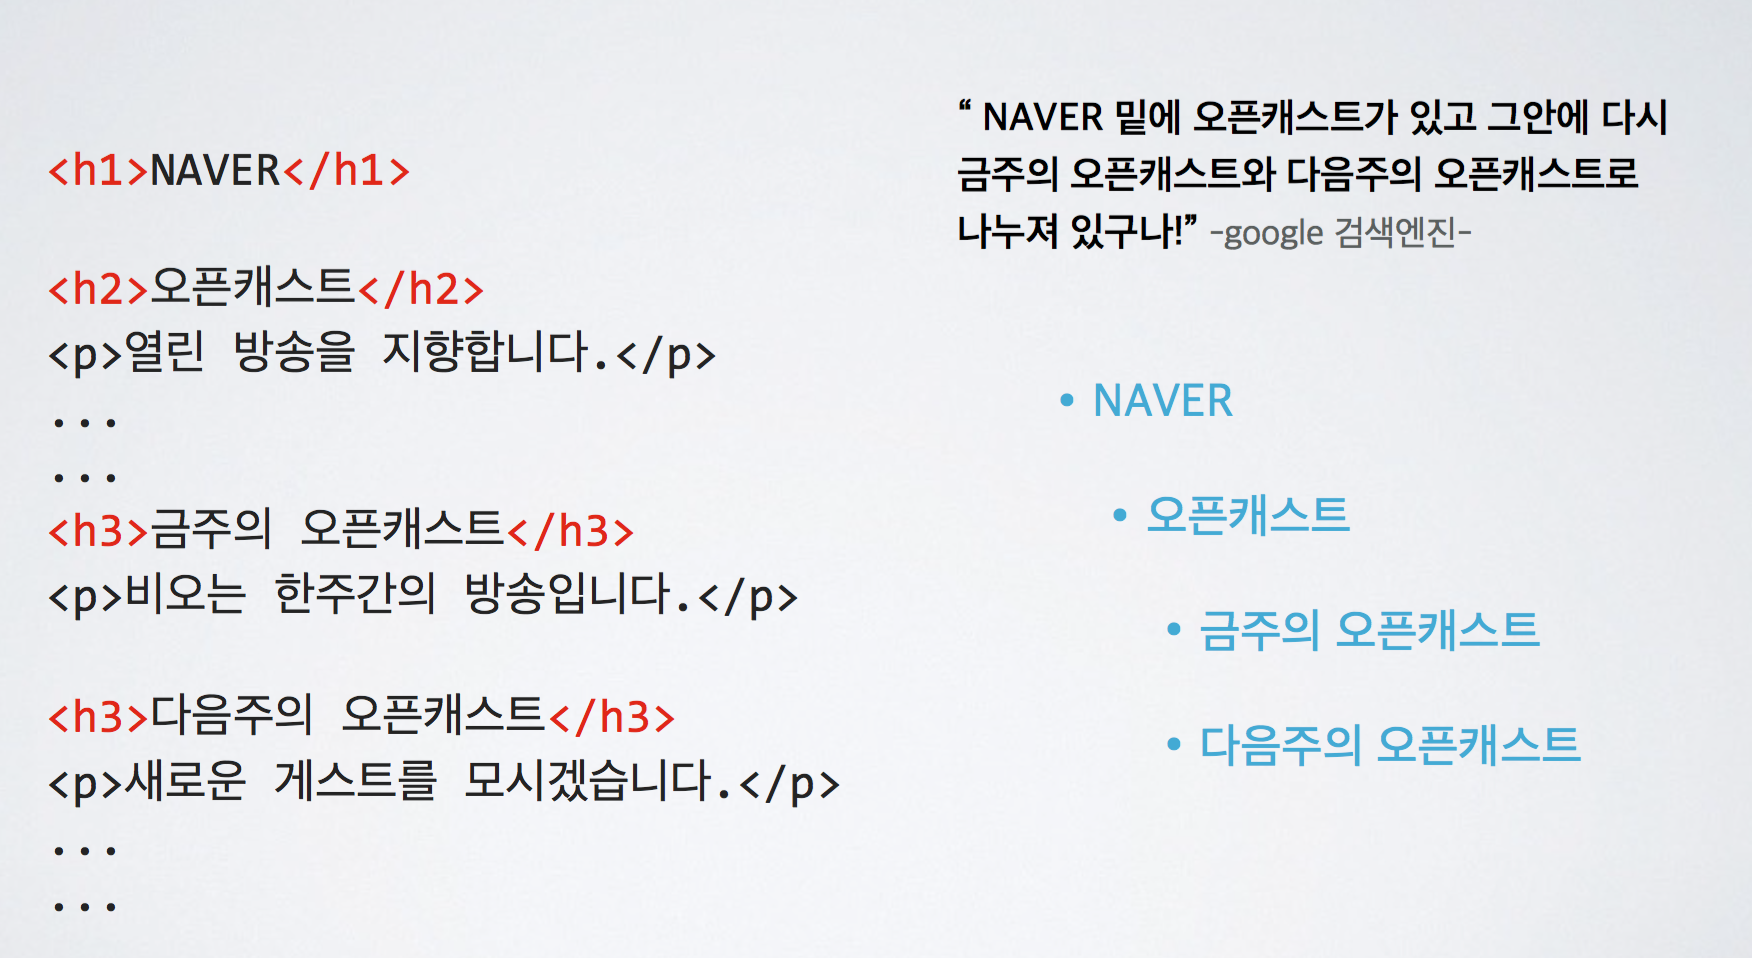 <h1>NAVER</h1>
<h2>오픈캐스트</h2>
<p>열린 방송을 지향합니다.</p>
...
...
<h3>금주의 오픈캐스트</h3>
<p>비오는 한주간의 방송입니다.</p>
<h3>다음주의 오픈캐스트</h3>
<p>새로운 게스트를 모시겠습니다.</p>
...
...
“ NAVER 밑에 오픈캐스트가 있고 그안에 다시
금주의 오픈캐스트와 다음주의 오픈캐스트로
나누져 있구나!” -google 검색엔진-
• NAVER
• 오픈캐스트
• 금주의 오픈캐스트
• 다음주의 오픈캐스트